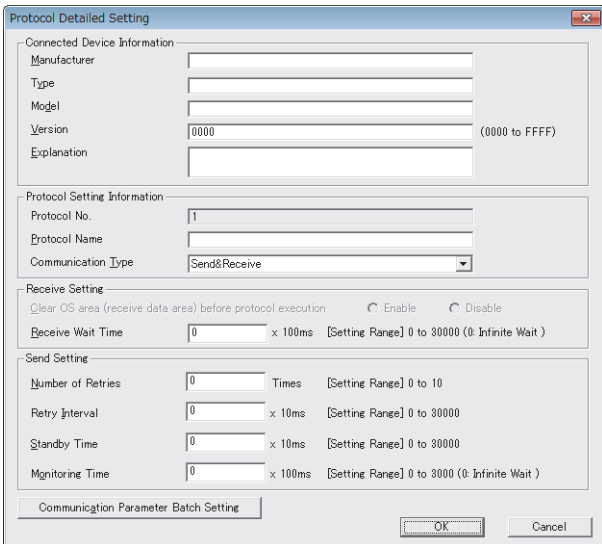 Protocol Detailed Setting
Connected Device Information
Manufacturer
Type
Model
Version 0000 (0000 to FFFF)
Explanation
Protocol Setting Information
Protocol No. 1
Protocol Name
Communication Type Send&Receive
Receive Setting
Clear OS area (receive data area) before protocol execution Enable Disable
Receive Wait Time 0 x 100ms [Setting Range] 0 to 30000 (0: Infinite Wait )
Send Setting
Number of Retries 0 Times [Setting Range] 0 to 10
Retry Interval 0 x 10ms [Setting Range] 0 to 30000
Standby Time 0 x 10ms [Setting Range] 0 to 30000
Monitoring Time 0 x 100ms [Setting Range] 0 to 3000 (0: Infinite Wait )
Communication Parameter Batch Setting
OK Cancel